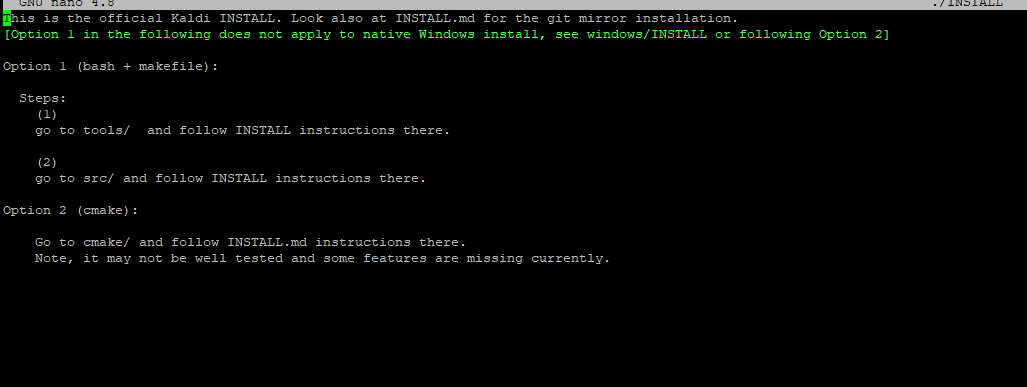 GNU nano 4.8 ./INSTALL
This is the official Kaldi INSTALL. Look also at INSTALL.md for the git mirror installation.
[Option 1 in the following does not apply to native Windows install, see windows/INSTALL or following Option 2]
Option 1 (bash + makefile):
Steps:
(1)
go to tools/  and follow INSTALL instructions there.
(2)
go to src/ and follow INSTALL instructions there.
Option 2 (cmake):
Go to cmake/ and follow INSTALL.md instructions there.
Note, it may not be well tested and some features are missing currently.